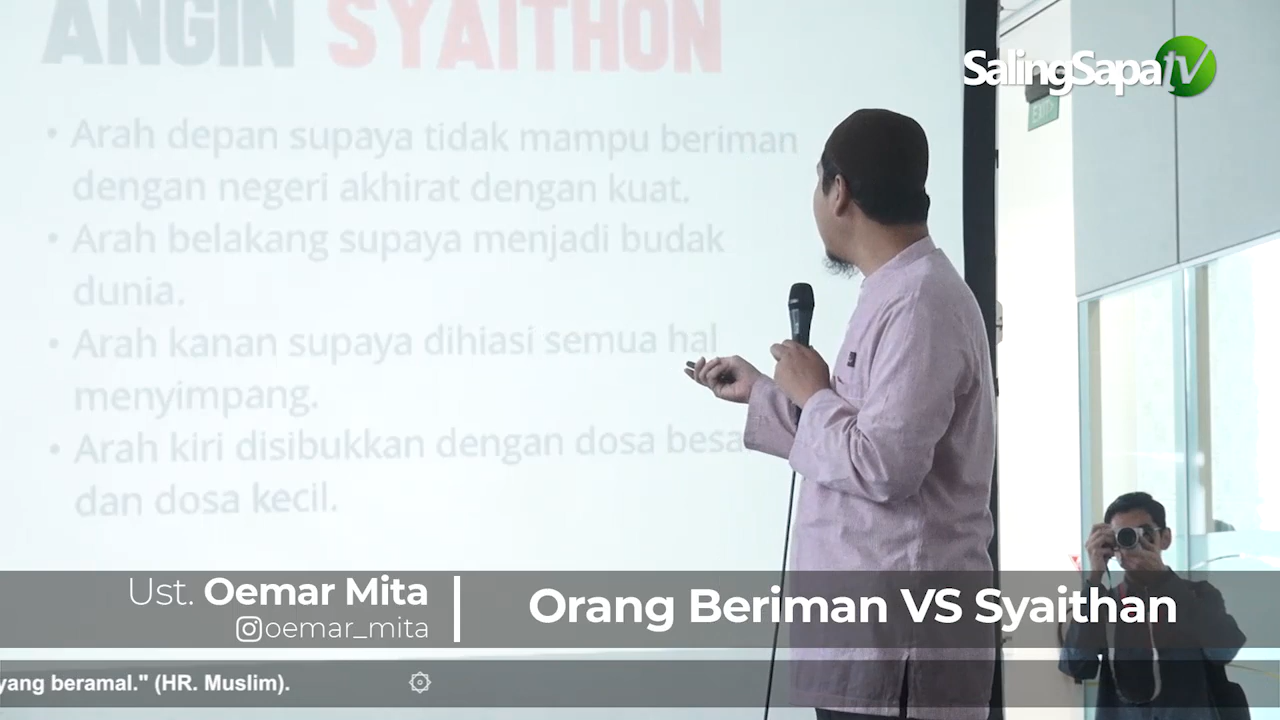 ANGIN SYAITHON
SalingSapa tv
EXIT
• Arah depan supaya tidak mampu beriman
dengan negeri akhirat dengan kuat.
• Arah belakang supaya menjadi budak
dunia.
• Arah kanan supaya dihiasi semua hal
menyimpang.
• Arah kiri disibukkan dengan dosa besa
dan dosa kecil.
Ust. Oemar Mita
oemar_mita
Orang Beriman VS Syaithan
yang beramal." (HR. Muslim).